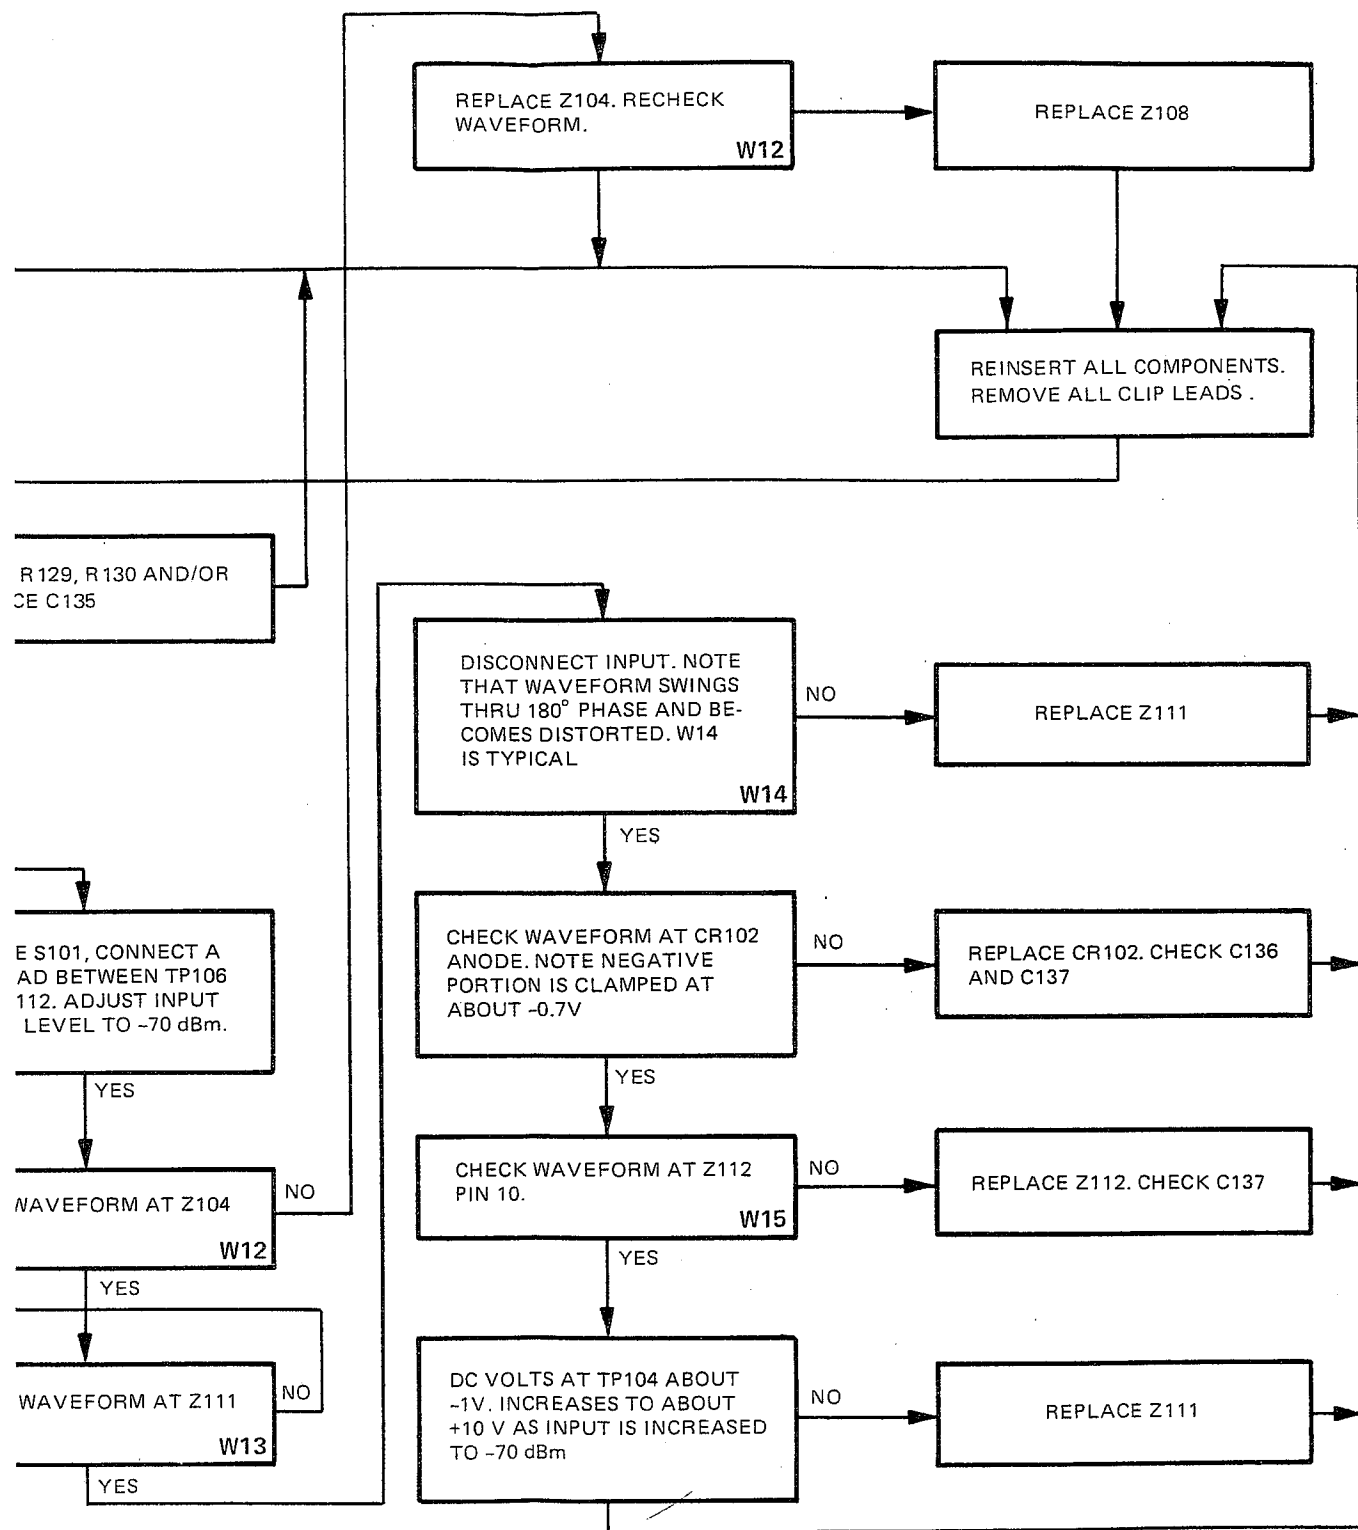 REPLACE Z104. RECHECK
WAVEFORM.
W12
REPLACE Z108
REINSERT ALL COMPONENTS.
REMOVE ALL CLIP LEADS .
R129, R130 AND/OR
CE C135
DISCONNECT INPUT. NOTE
THAT WAVEFORM SWINGS
THRU 180° PHASE AND BE-
COMES DISTORTED. W14
IS TYPICAL
W14
NO
REPLACE Z111
YES
E S101, CONNECT A
AD BETWEEN TP106
112. ADJUST INPUT
LEVEL TO -70 dBm.
YES
CHECK WAVEFORM AT CR102
ANODE. NOTE NEGATIVE
PORTION IS CLAMPED AT
ABOUT -0.7V
NO
REPLACE CR102. CHECK C136
AND C137
YES
WAVEFORM AT Z104
W12
NO
YES
CHECK WAVEFORM AT Z112
PIN 10.
W15
NO
REPLACE Z112. CHECK C137
YES
WAVEFORM AT Z111
W13
NO
YES
DC VOLTS AT TP104 ABOUT
-1V. INCREASES TO ABOUT
+10 V AS INPUT IS INCREASED
TO -70 dBm
NO
REPLACE Z111